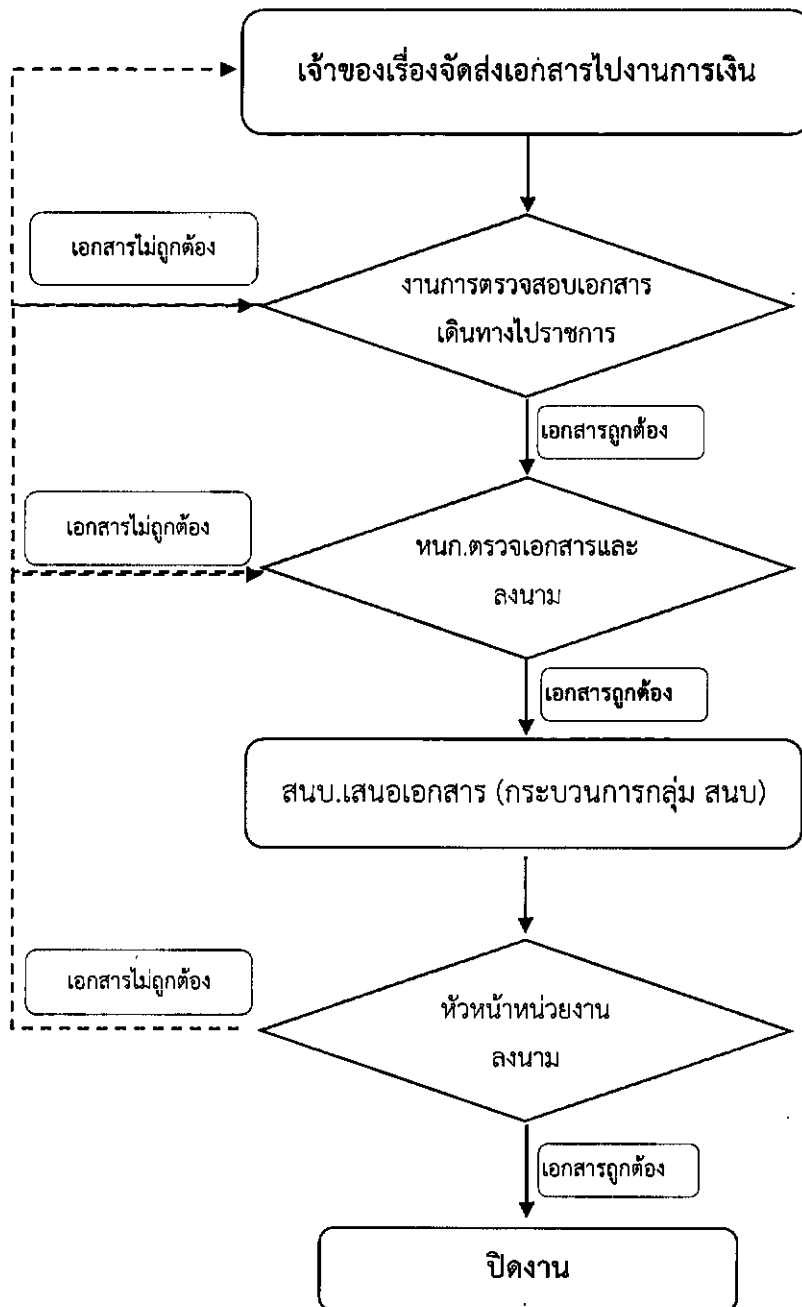 เจ้าของเรื่องจัดส่งเอกสารไปงานการเงิน
เอกสารไม่ถูกต้อง
งานการตรวจสอบเอกสาร
เดินทางไปราชการ
เอกสารถูกต้อง
เอกสารไม่ถูกต้อง
หนก.ตรวจเอกสารและ
ลงนาม
เอกสารถูกต้อง
สนบ.เสนอเอกสาร (กระบวนการกลุ่ม สนบ)
เอกสารไม่ถูกต้อง
หัวหน้าหน่วยงาน
ลงนาม
เอกสารถูกต้อง
ปิดงาน